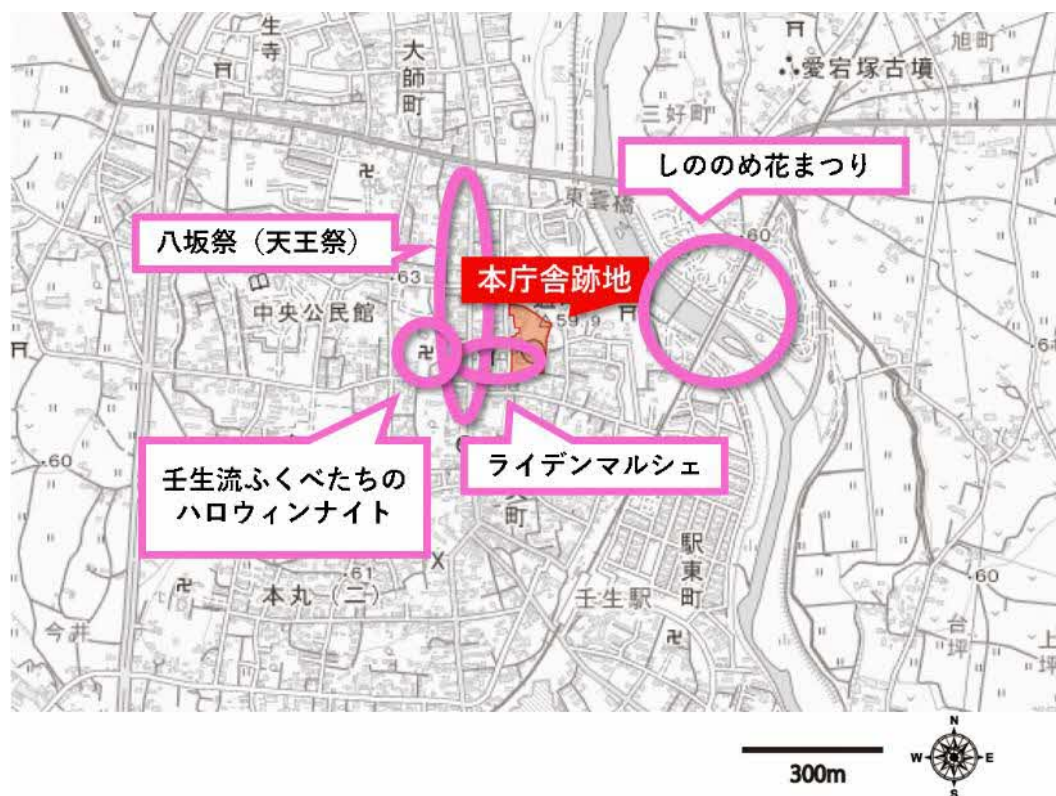 生寺
大師町
旭町
愛宕塚古墳
三好町
しののめ花まつり
東雲橋
八坂祭（天王祭）
60
本庁舎跡地
63
中央公民館
59.9
60
壬生流ふくべたちの
ハロウィンナイト
ライデンマルシェ
町
駅東町
壬生駅
61
本丸（二）
今井
60
台坪
上坪
300m
N
W
E
S